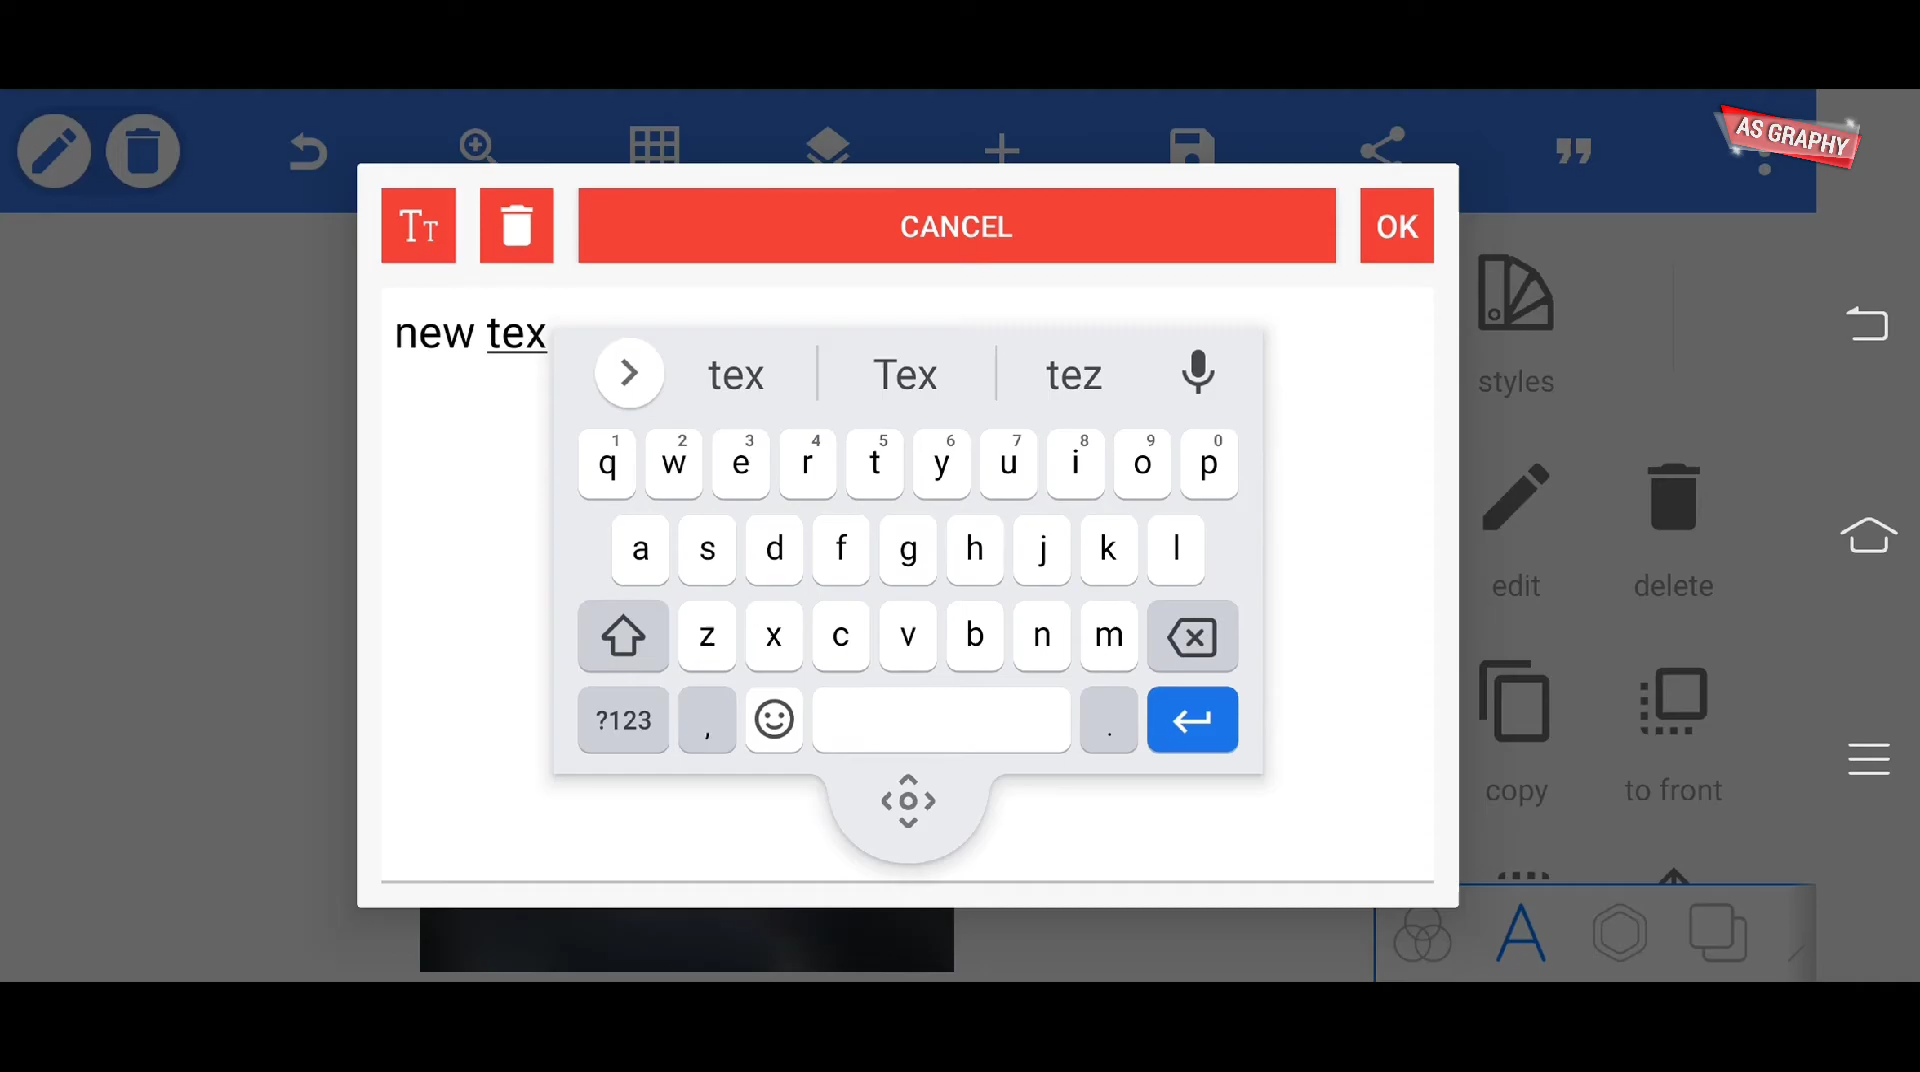 AS GRAPHY
TT
CANCEL
OK
new tex
tex
Tex
tez
1 2 3 4 5 6 7 8 9 0
q w e r t y u i o p
a s d f g h j k l
z x c v b n m
?123 , .
styles
edit
delete
copy
to front
A